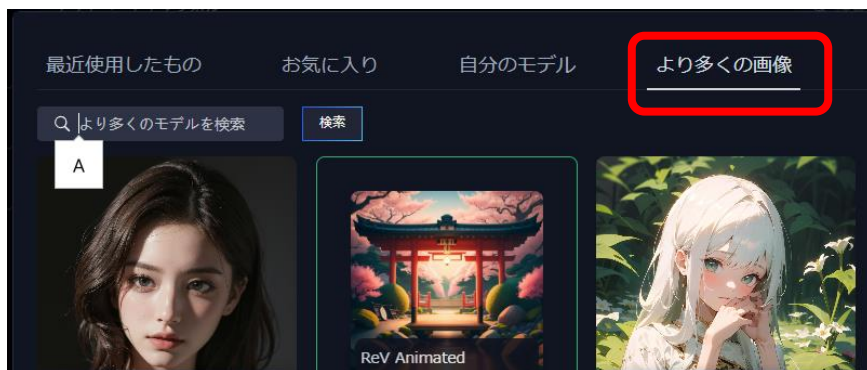 最近使用したもの
お気に入り
自分のモデル
より多くの画像
より多くのモデルを検索
検索
A
ReV Animated